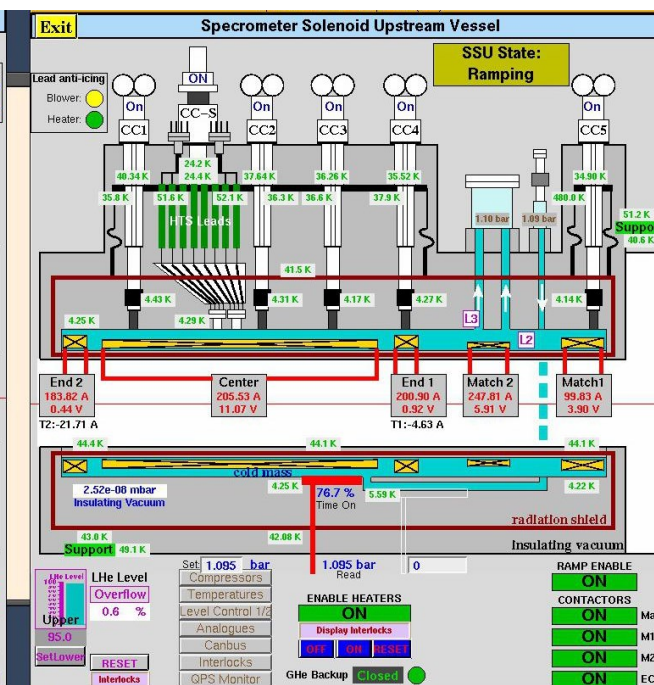 Exit
Specrometer Solenoid Upstream Vessel
SSU State:
Ramping
Lead anti-icing
Blower:
Heater:
On
ON
On
On
On
On
CC1
CC-S
CC2
CC3
CC4
CC5
24.2 K
40.34 K
24.4 K
37.64 K
36.26 K
35.52 K
34.90 K
35.8 K
51.6 K
52.1 K
36.3 K
36.6 K
37.9 K
480.0 K
HTS Leads
1.10 bar
1.09 bar
51.2 K
Suppo
40.6 K
41.5 K
4.43 K
4.31 K
4.17 K
4.27 K
4.14 K
4.25 K
4.29 K
L3
L2
End 2
183.82 A
0.44 V
Center
205.53 A
11.07 V
End 1
200.90 A
0.92 V
Match 2
247.81 A
5.91 V
Match1
99.83 A
3.90 V
T2:-21.71 A
T1:-4.63 A
44.4 K
44.1 K
44.1 K
cold mass
2.52e-08 mbar
Insulating Vacuum
4.25 K
76.7 %
Time On
5.59 K
4.22 K
radiation shield
43.0 K
42.08 K
Support
49.1 K
Insulating vacuum
Set:
1.095 bar
1.095 bar
Read
0
RAMP ENABLE
ON
CONTACTORS
ON
Ma
ON
M1
ON
M2
ON
EC
LHe Level
100
Upper
95.0
SetLower
LHe Level
Overflow
0.6 %
RESET
Interlocks
Compressors
Temperatures
Level Control 1/2
Analogues
Canbus
Interlocks
QPS Monitor
ENABLE HEATERS
ON
Display Interlocks
OFF
ON
RESET
GHe Backup
Closed